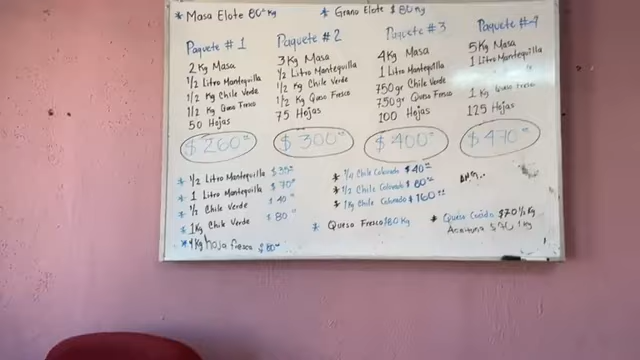 * Masa Elote 80°° Kg
* Grano Elote $ 80 Kg
Paquete # 1
2 Kg Masa
1/2 Litro Mantequilla
1/2 Kg Chile Verde
1/2 Kg Queso Fresco
50 Hojas
$ 260°°
Paquete # 2
3 Kg Masa
1/2 Litro Mantequilla
1/2 Kg Chile Verde
1/2 Kg Queso Fresco
75 Hojas
$ 300°°
Paquete # 3
4 Kg Masa
1 Litro Mantequilla
750 gr Chile Verde
750 gr Queso Fresco
100 Hojas
$ 400°°
Paquete # 4
5 Kg Masa
1 Litro Mantequilla
1 Kg Queso Fresco
125 Hojas
$ 470°°
* 1/2 Litro Mantequilla $ 35°°
* 1 Litro Mantequilla $ 70°°
* 1/2 Chile Verde $ 40°°
* 1 Kg Chile Verde $ 80°°
* 1 Kg hoja fresca $ 80°°
* 1/4 Chile Colorado $ 40°°
* 1/2 Chile Colorado $ 80°°
* 1 Kg Chile Colorado $ 160°°
* Queso Fresco 180 Kg
* Queso Cocido $ 70 1/2 Kg
Aceituna